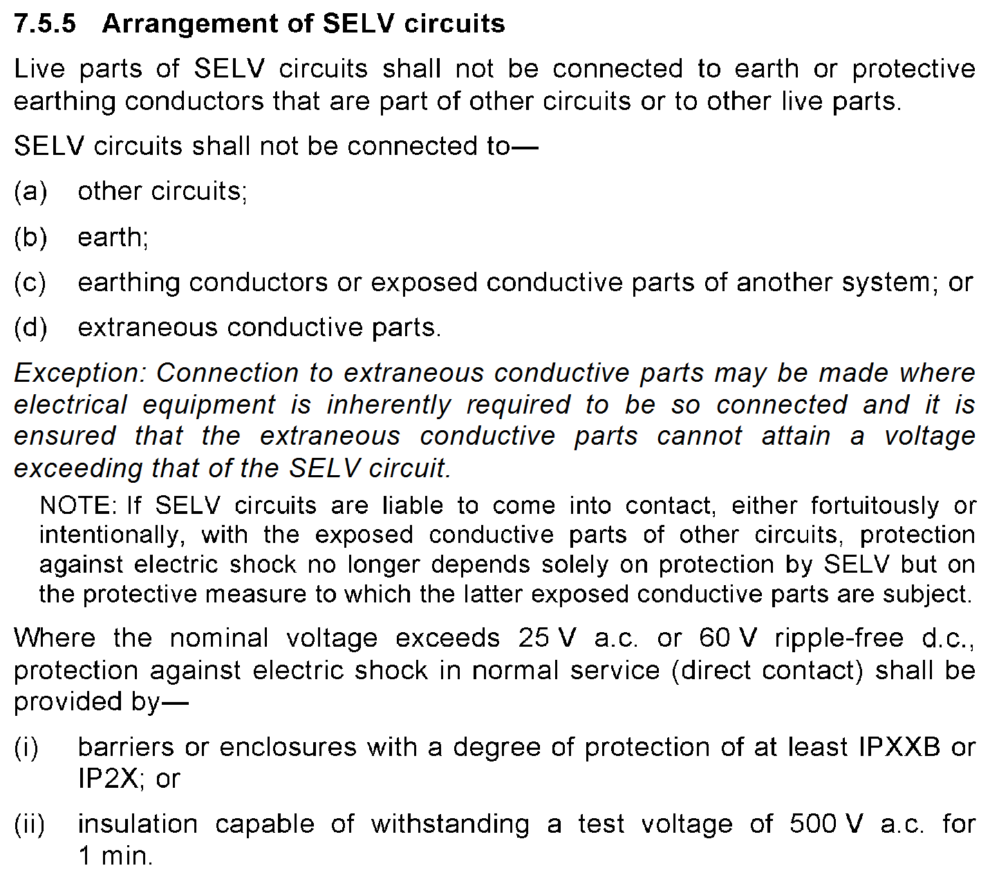 7.5.5 Arrangement of SELV circuits
Live parts of SELV circuits shall not be connected to earth or protective
earthing conductors that are part of other circuits or to other live parts.
SELV circuits shall not be connected to—
(a) other circuits;
(b) earth;
(c) earthing conductors or exposed conductive parts of another system; or
(d) extraneous conductive parts.
Exception: Connection to extraneous conductive parts may be made where
electrical equipment is inherently required to be so connected and it is
ensured that the extraneous conductive parts cannot attain a voltage
exceeding that of the SELV circuit.
NOTE: If SELV circuits are liable to come into contact, either fortuitously or
intentionally, with the exposed conductive parts of other circuits, protection
against electric shock no longer depends solely on protection by SELV but on
the protective measure to which the latter exposed conductive parts are subject.
Where the nominal voltage exceeds 25 V a.c. or 60 V ripple-free d.c.,
protection against electric shock in normal service (direct contact) shall be
provided by—
(i) barriers or enclosures with a degree of protection of at least IPXXB or
IP2X; or
(ii) insulation capable of withstanding a test voltage of 500 V a.c. for
1 min.